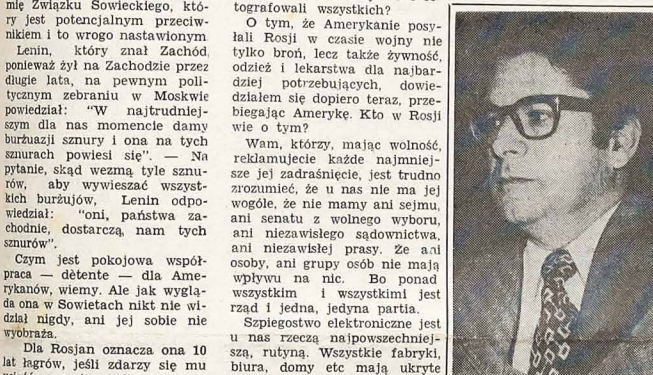 mię Związku Sowieckiego, któ-
ry jest potencjalnym przeciw-
nikiem i to wrogo nastawionym
Lenin, który znał Zachód,
ponieważ żył na Zachodzie przez
długie lata, na pewnym poli-
tycznym zebraniu w Moskwie
powiedział: "W najtrudniej-
szym dla nas momencie damy
burżuazji sznury i ona na tych
sznurach powiesi się". — Na
pytanie, skąd wezmą tyle sznu-
rów, aby wywieszać wszyst-
kich burżujów, Lenin odpo-
wiedział: "oni, państwa za-
chodnie, dostarczą, nam tych
sznurów".
Czym jest pokojowa współ-
praca — dètente — dla Ame-
rykanów, wiemy. Ale jak wyglą-
da ona w Sowietach nikt nie wi-
dział nigdy, ani jej sobie nie
wyobraża.
Dla Rosjan oznacza ona 10
lat łagrów, jeśli zdarzy się mu
tografowali wszystkich?
O tym, że Amerykanie posy-
łali Rosji w czasie wojny nie
tylko broń, lecz także żywność,
odzież i lekarstwa dla najbar-
dziej potrzebujących, dowie-
działem się dopiero teraz, prze-
biegając Amerykę. Kto w Rosji
wie o tym?
Wam, którzy, mając wolność,
reklamujecie każde najmniej-
sze jej zadraśnięcie, jest trudno
zrozumieć, że u nas nie ma jej
wogóle, że nie mamy ani sejmu,
ani senatu z wolnego wyboru,
ani niezawisłego sądownictwa,
ani niezawisłej prasy. Że ani
osoby, ani grupy osób nie mają
wpływu na nic. Bo ponad
wszystkim i wszystkimi jest
rząd i jedna, jedyna partia.
Szpiegostwo elektroniczne jest
u nas rzeczą najpowszechniej-
szą, rutyną. Wszystkie fabryki,
biura, domy etc mają ukryte